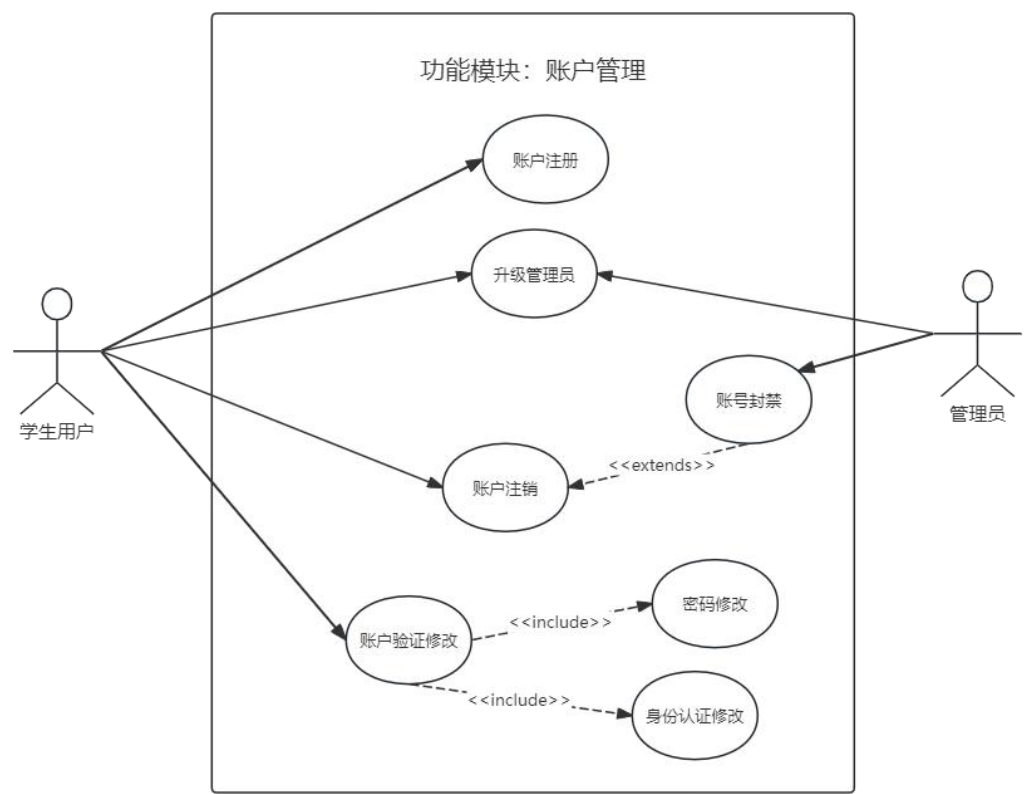 功能模块：账户管理
账户注册
升级管理员
账号封禁
学生用户
管理员
<<extends>>
账户注销
密码修改
<<include>>
账户验证修改
<<include>>
身份认证修改